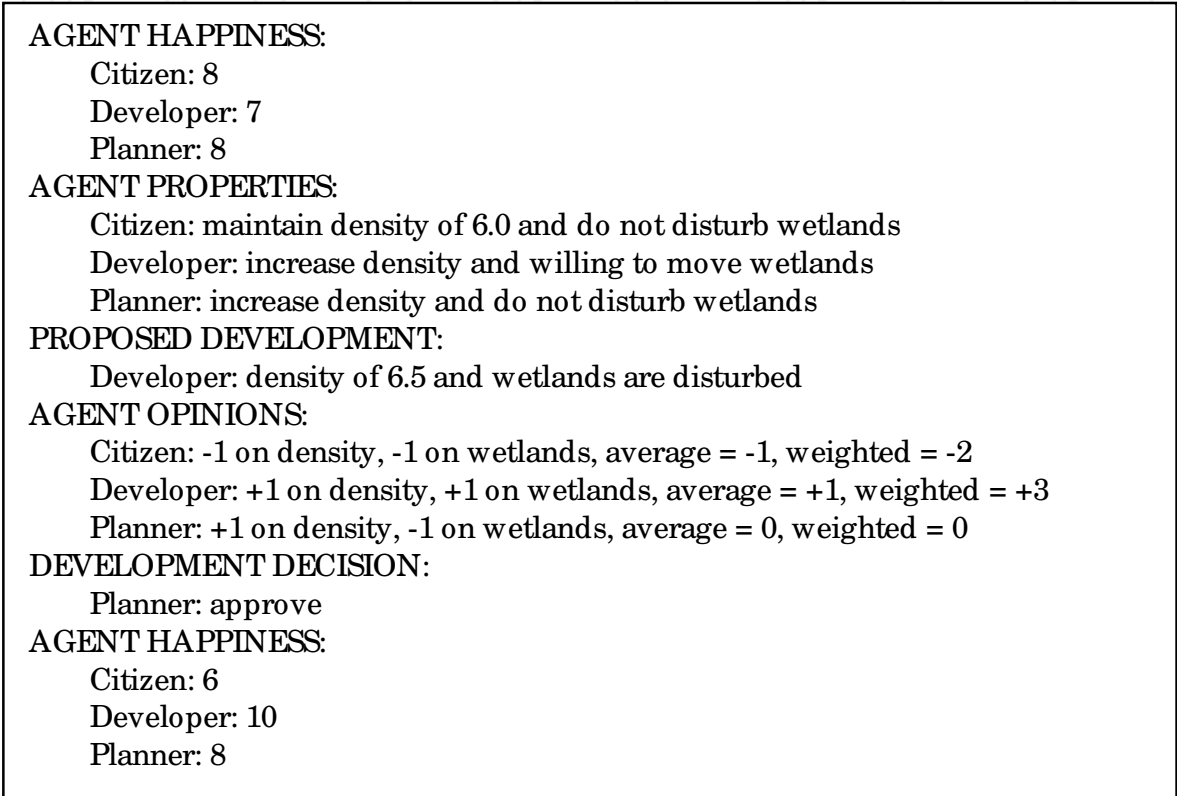 AGENT HAPPINESS:
Citizen: 8
Developer: 7
Planner: 8
AGENT PROPERTIES:
Citizen: maintain density of 6.0 and do not disturb wetlands
Developer: increase density and willing to move wetlands
Planner: increase density and do not disturb wetlands
PROPOSED DEVELOPMENT:
Developer: density of 6.5 and wetlands are disturbed
AGENT OPINIONS:
Citizen: -1 on density, -1 on wetlands, average = -1, weighted = -2
Developer: +1 on density, +1 on wetlands, average = +1, weighted = +3
Planner: +1 on density, -1 on wetlands, average = 0, weighted = 0
DEVELOPMENT DECISION:
Planner: approve
AGENT HAPPINESS:
Citizen: 6
Developer: 10
Planner: 8